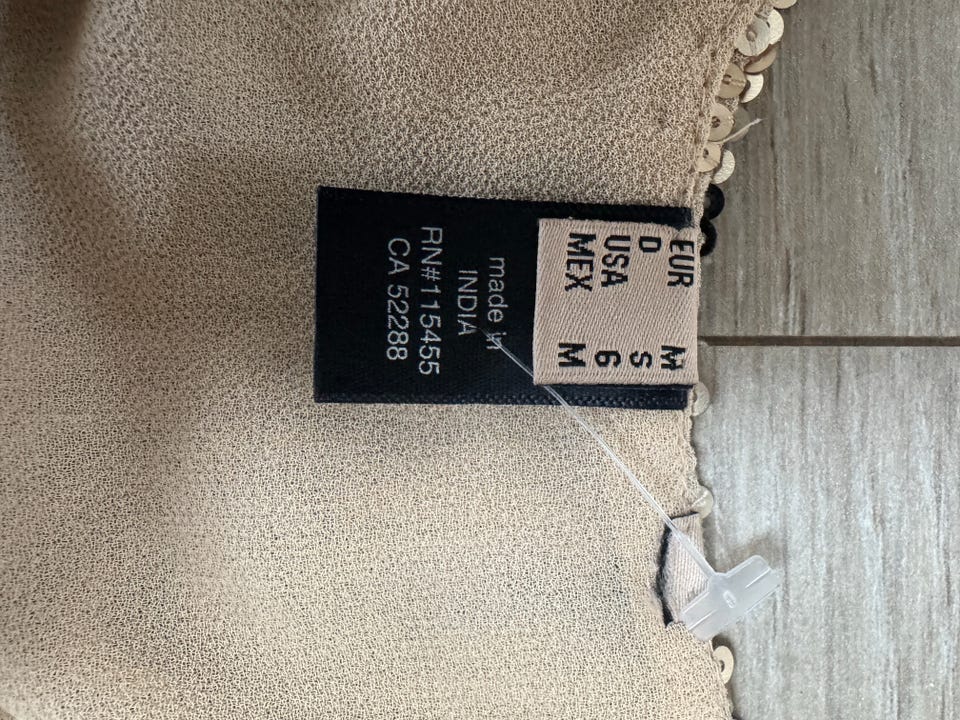 EUR M
D S
USA 6
MEX M
made in
INDIA
RN#115455
CA 52288